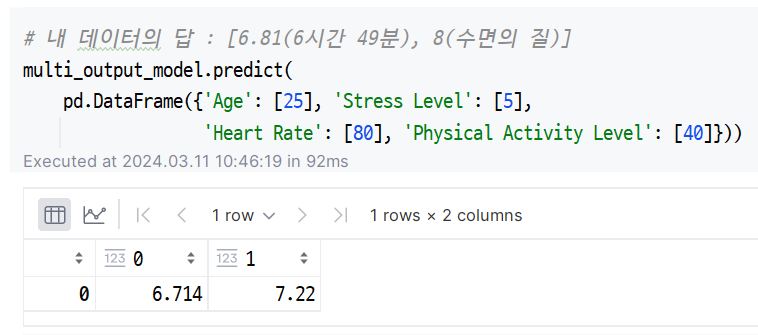 # 내 데이터의 답 : [6.81(6시간 49분), 8(수면의 질)]
multi_output_model.predict(
pd.DataFrame({'Age': [25], 'Stress Level': [5],
'Heart Rate': [80], 'Physical Activity Level': [40]}))
Executed at 2024.03.11 10:46:19 in 92ms
1 row 1 rows × 2 columns
123 0 123 1
0 6.714 7.22